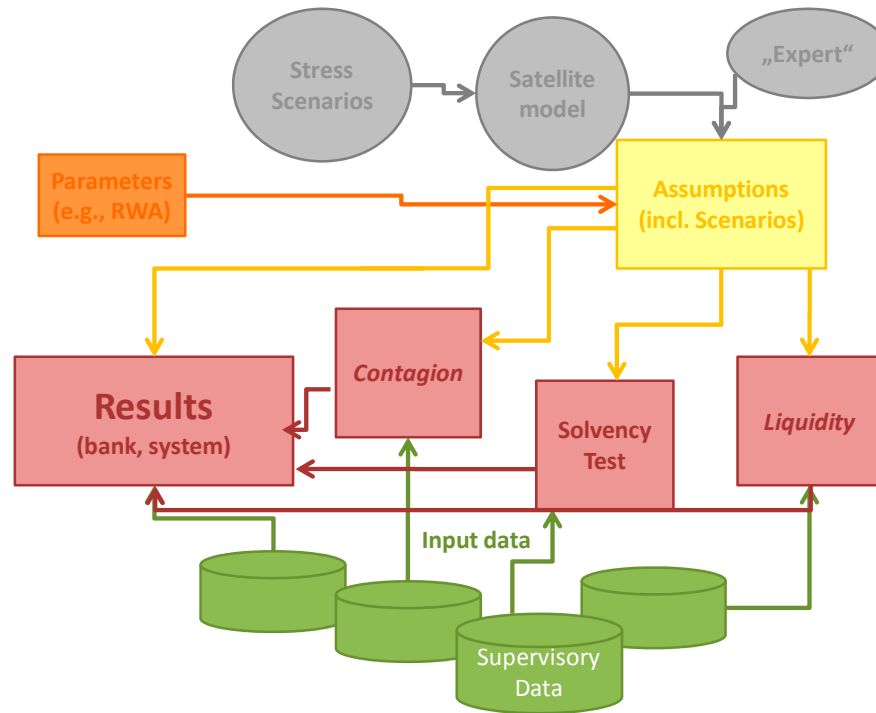 Stress
Scenarios
Satellite
model
„Expert“
Parameters
(e.g., RWA)
Assumptions
(incl. Scenarios)
Results
(bank, system)
Contagion
Solvency
Test
Liquidity
Input data
Supervisory
Data